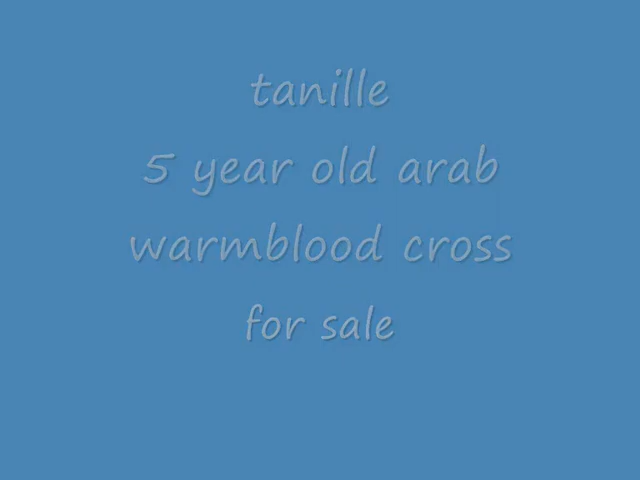 tanille
5 year old arab
warmblood cross
for sale